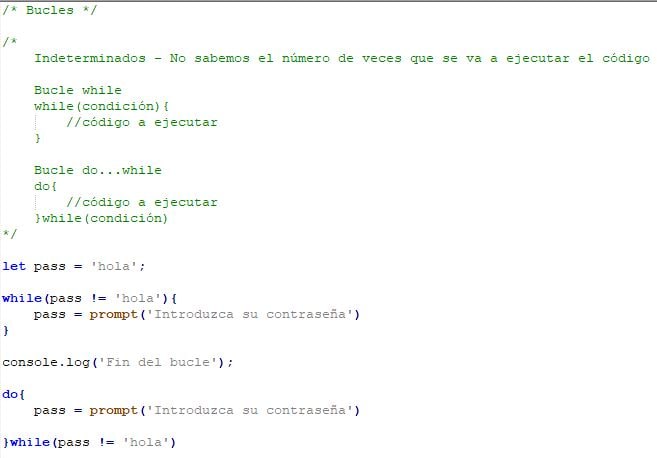 /* Bucles */
/*
Indeterminados - No sabemos el número de veces que se va a ejecutar el código
Bucle while
while(condición){
//código a ejecutar
}
Bucle do...while
do{
//código a ejecutar
}while(condición)
*/
let pass = 'hola';
while(pass != 'hola'){
pass = prompt('Introduzca su contraseña')
}
console.log('Fin del bucle');
do{
pass = prompt('Introduzca su contraseña')
}while(pass != 'hola')